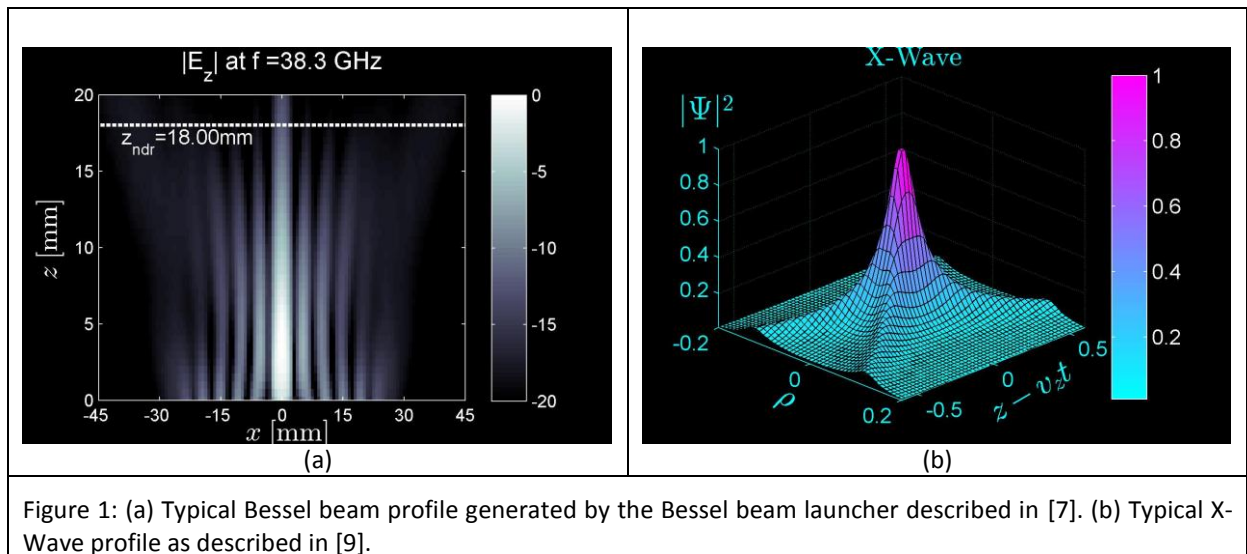 |E_z| at f =38.3 GHz
20
z_ndr=18.00mm
15
10
5
0
z [mm]
-45
-30
-15
0
15
30
45
x [mm]
0
-5
-10
-15
-20
(a)
X-Wave
|Ψ|²
1
0.8
0.6
0.4
0.2
-0.2
0
0.2
ρ
-0.5
0
0.5
z − v_z t
1
0.8
0.6
0.4
0.2
(b)
Figure 1: (a) Typical Bessel beam profile generated by the Bessel beam launcher described in [7]. (b) Typical X-
Wave profile as described in [9].